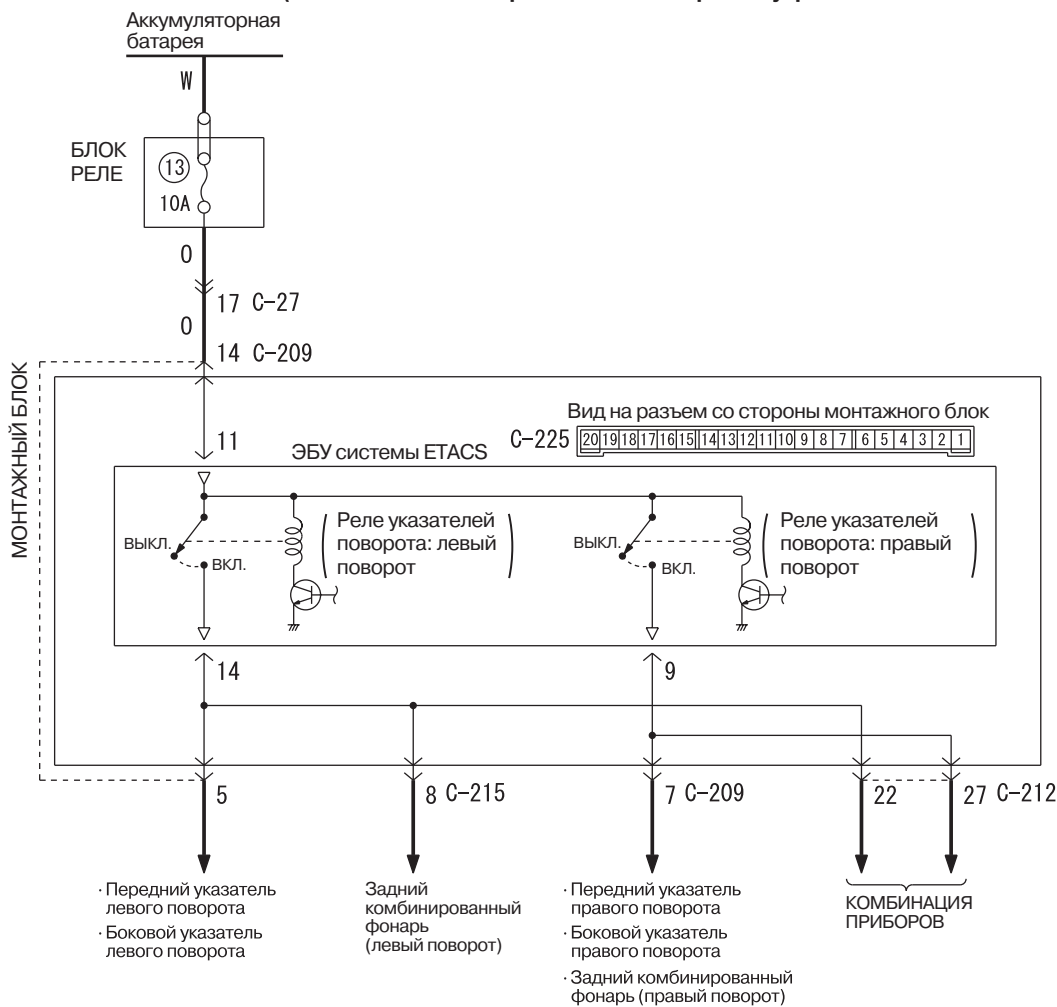 Аккумуляторная
батарея
W
БЛОК
РЕЛЕ
13
10A
O
17 C-27
O
14 C-209
МОНТАЖНЫЙ БЛОК
11
Вид на разъем со стороны монтажного блок
C-225 20 19 18 17 16 15 14 13 12 11 10 9 8 7 6 5 4 3 2 1
ЭБУ системы ETACS
ВЫКЛ.
ВКЛ.
Реле указателей
поворота: левый
поворот
ВЫКЛ.
ВКЛ.
Реле указателей
поворота: правый
поворот
14
9
5
8 C-215
7 C-209
22
27 C-212
· Передний указатель
левого поворота
· Боковой указатель
левого поворота
Задний
комбинированный
фонарь
(левый поворот)
· Передний указатель
правого поворота
· Боковой указатель
правого поворота
· Задний комбинированный
фонарь (правый поворот)
КОМБИНАЦИЯ
ПРИБОРОВ